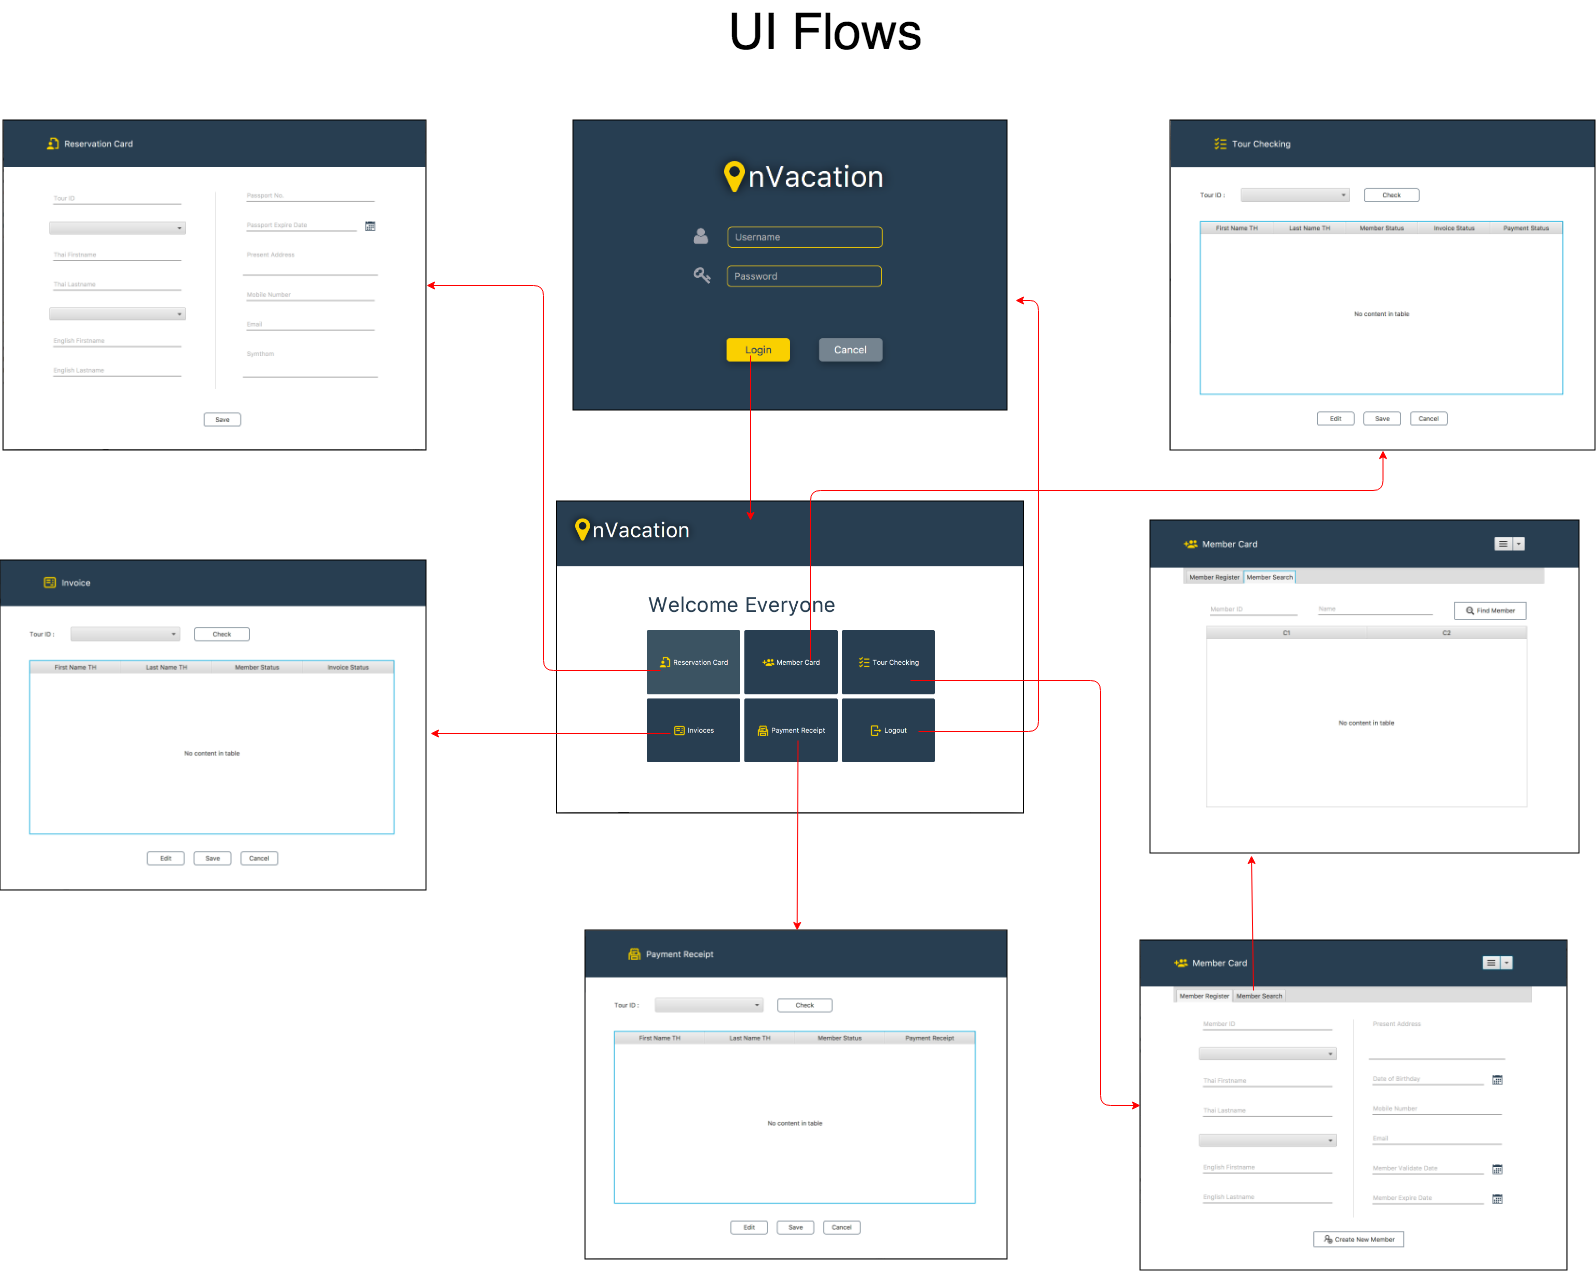 UI Flows
Reservation Card
Tour ID
Thai Firstname
Thai Lastname
English Firstname
English Lastname
Passport No.
Passport Expire Date
Present Address
Mobile Number
Email
Symthom
Save
nVacation
Username
Password
Login Cancel
Tour Checking
Tour ID : Check
First Name TH Last Name TH Member Status Invoice Status Payment Status
No content in table
Edit Save Cancel
Invoice
Tour ID : Check
First Name TH Last Name TH Member Status Invoice Status
No content in table
Edit Save Cancel
nVacation
Welcome Everyone
Reservation Card Member Card Tour Checking
Invioces Payment Receipt Logout
Member Card
Member Register Member Search
Member ID Name Find Member
C1 C2
No content in table
Payment Receipt
Tour ID : Check
First Name TH Last Name TH Member Status Payment Receipt
No content in table
Edit Save Cancel
Member Card
Member Register Member Search
Member ID
Thai Firstname
Thai Lastname
English Firstname
English Lastname
Present Address
Date of Birthday
Mobile Number
Email
Member Validate Date
Member Expire Date
Create New Member